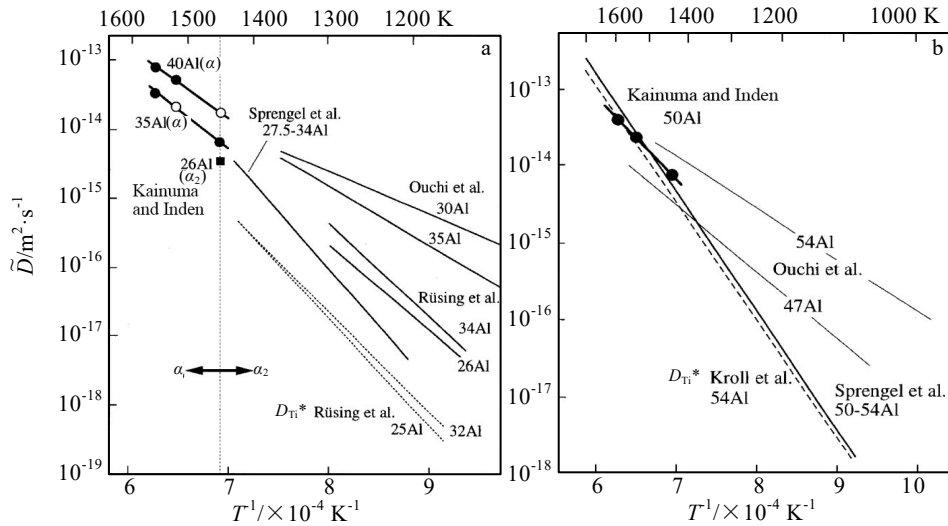 1600 1500 1400 1300 1200 K
a
10⁻¹³
10⁻¹⁴
10⁻¹⁵
10⁻¹⁶
10⁻¹⁷
10⁻¹⁸
10⁻¹⁹
D̃/m²·s⁻¹
40Al(α)
35Al(α)
26Al
(α₂)
Kainuma
and Inden
Sprengel et al.
27.5-34Al
Ouchi et al.
30Al
35Al
Rüsing et al.
34Al
26Al
α₁ α₂
D_Ti* Rüsing et al.
25Al
32Al
6 7 8 9
T⁻¹/×10⁻⁴ K⁻¹
1600 1400 1200 1000 K
b
10⁻¹³
10⁻¹⁴
10⁻¹⁵
10⁻¹⁶
10⁻¹⁷
10⁻¹⁸
Kainuma and Inden
50Al
54Al
Ouchi et al.
47Al
D_Ti* Kroll et al.
54Al
Sprengel et al.
50-54Al
6 7 8 9 10
T⁻¹/×10⁻⁴ K⁻¹